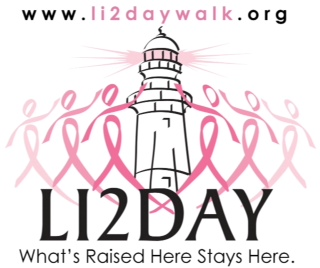 www.li2daywalk.org
LI2DAY
What's Raised Here Stays Here.